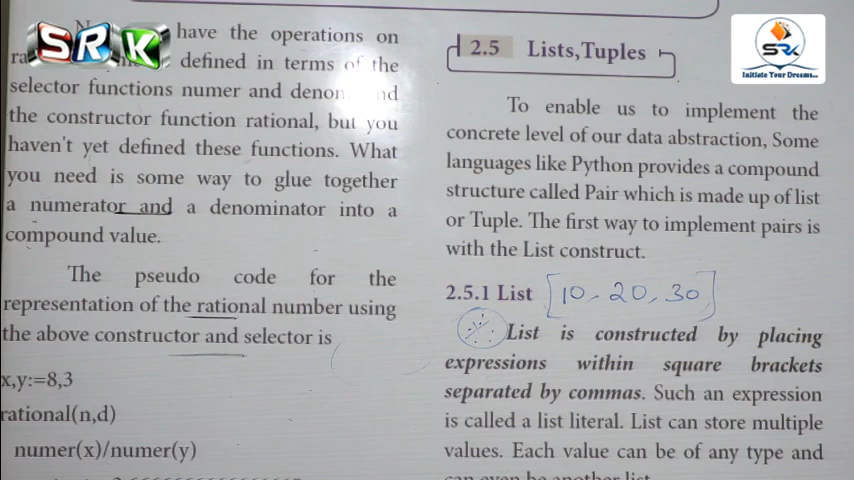 SRK
have the operations on
defined in terms of the
selector functions numer and denom and
the constructor function rational, but you
haven't yet defined these functions. What
you need is some way to glue together
a numerator and a denominator into a
compound value.
The pseudo code for the
representation of the rational number using
the above constructor and selector is
x,y:=8,3
rational(n,d)
numer(x)/numer(y)
SRK
Initiate Your Dreams...
2.5 Lists,Tuples
To enable us to implement the
concrete level of our data abstraction, Some
languages like Python provides a compound
structure called Pair which is made up of list
or Tuple. The first way to implement pairs is
with the List construct.
2.5.1 List [10, 20, 30]
List is constructed by placing
expressions within square brackets
separated by commas. Such an expression
is called a list literal. List can store multiple
values. Each value can be of any type and
can even be another list.